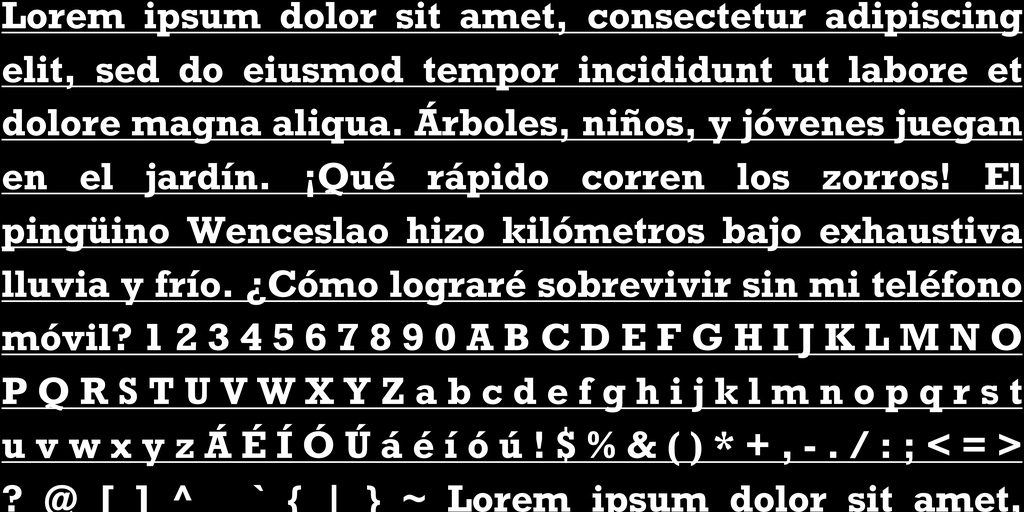 Lorem ipsum dolor sit amet, consectetur adipiscing
elit, sed do eiusmod tempor incididunt ut labore et
dolore magna aliqua. Árboles, niños, y jóvenes juegan
en el jardín. ¡Qué rápido corren los zorros! El
pingüino Wenceslao hizo kilómetros bajo exhaustiva
lluvia y frío. ¿Cómo lograré sobrevivir sin mi teléfono
móvil? 1 2 3 4 5 6 7 8 9 0 A B C D E F G H I J K L M N O
P Q R S T U V W X Y Z a b c d e f g h i j k l m n o p q r s t
u v w x y z Á É Í Ó Ú á é í ó ú ! $ % & ( ) * + , - . / : ; < = >
? @ [ ] ^ ` { | } ~ Lorem ipsum dolor sit amet,